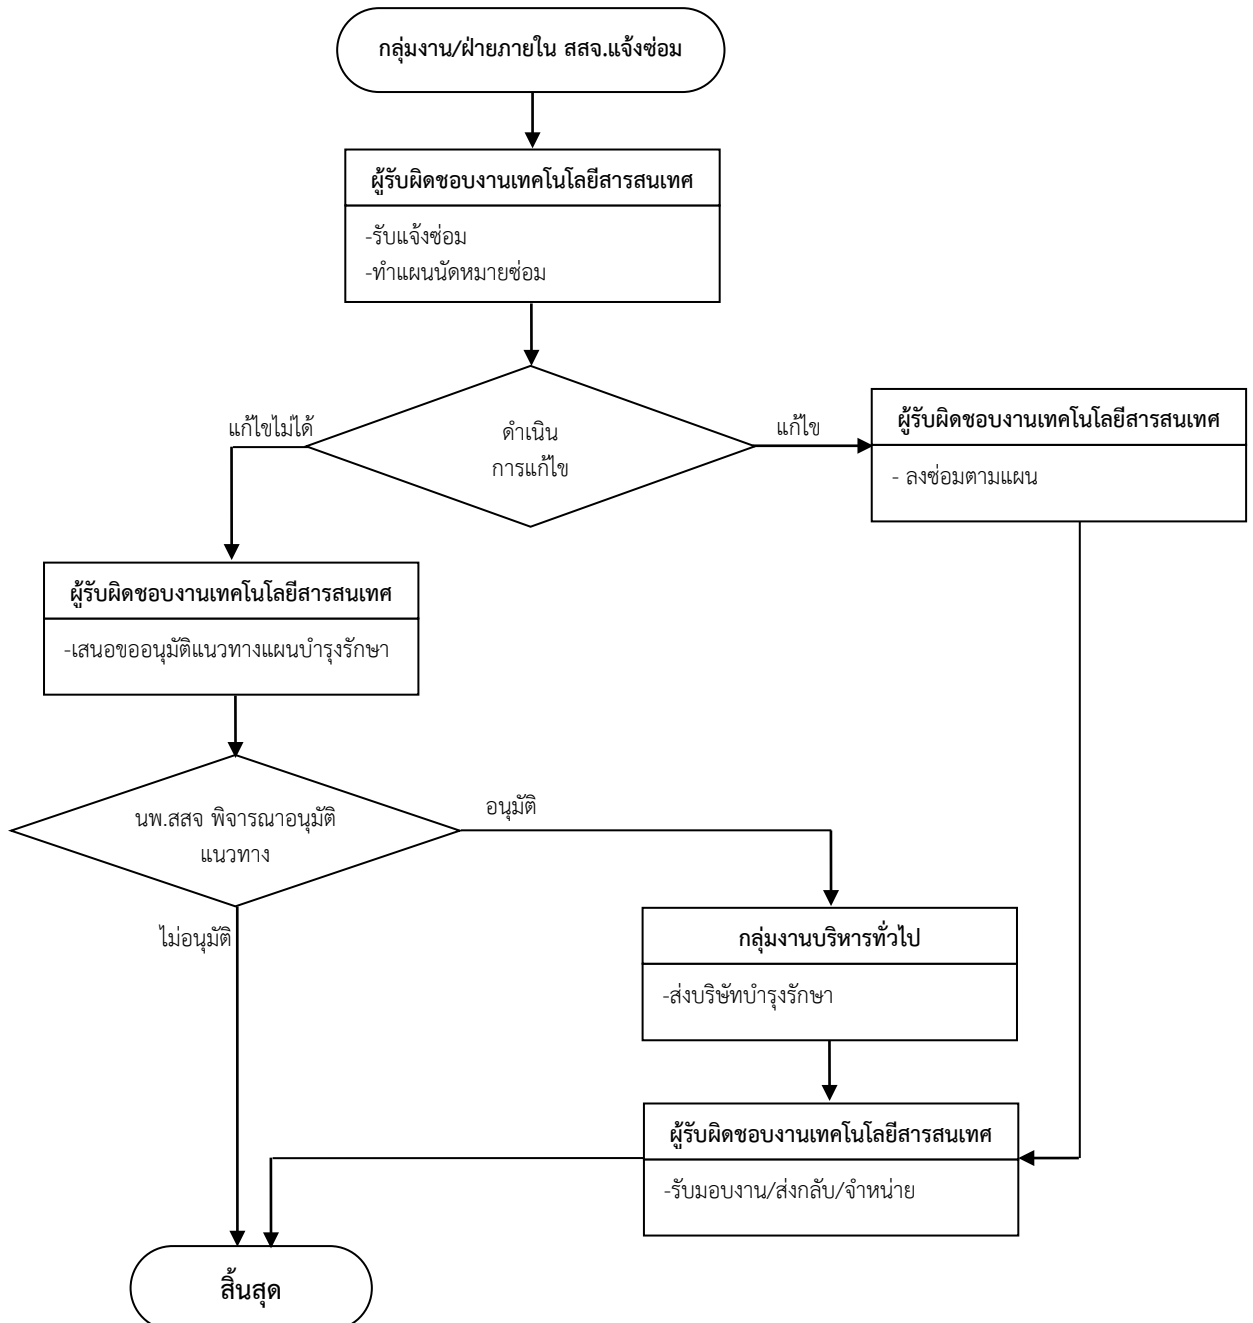 กลุ่มงาน/ฝ่ายภายใน สสจ.แจ้งซ่อม
ผู้รับผิดชอบงานเทคโนโลยีสารสนเทศ
-รับแจ้งซ่อม
-ทำแผนนัดหมายซ่อม
แก้ไขไม่ได้
ดำเนิน
การแก้ไข
แก้ไข
ผู้รับผิดชอบงานเทคโนโลยีสารสนเทศ
- ลงซ่อมตามแผน
ผู้รับผิดชอบงานเทคโนโลยีสารสนเทศ
-เสนอขออนุมัติแนวทางแผนบำรุงรักษา
นพ.สสจ พิจารณาอนุมัติ
แนวทาง
อนุมัติ
ไม่อนุมัติ
กลุ่มงานบริหารทั่วไป
-ส่งบริษัทบำรุงรักษา
ผู้รับผิดชอบงานเทคโนโลยีสารสนเทศ
-รับมอบงาน/ส่งกลับ/จำหน่าย
สิ้นสุด